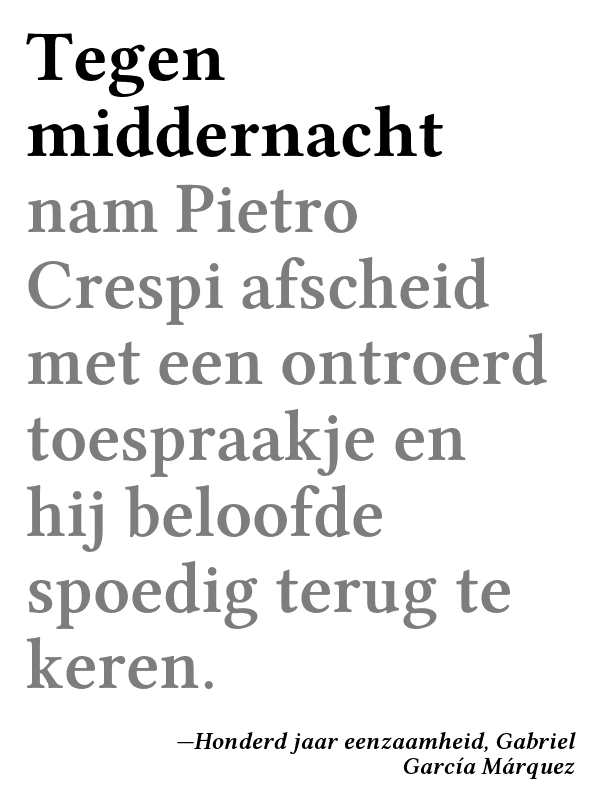 Tegen
middernacht
nam Pietro
Crespi afscheid
met een ontroerd
toespraakje en
hij beloofde
spoedig terug te
keren.
—Honderd jaar eenzaamheid, Gabriel
García Márquez